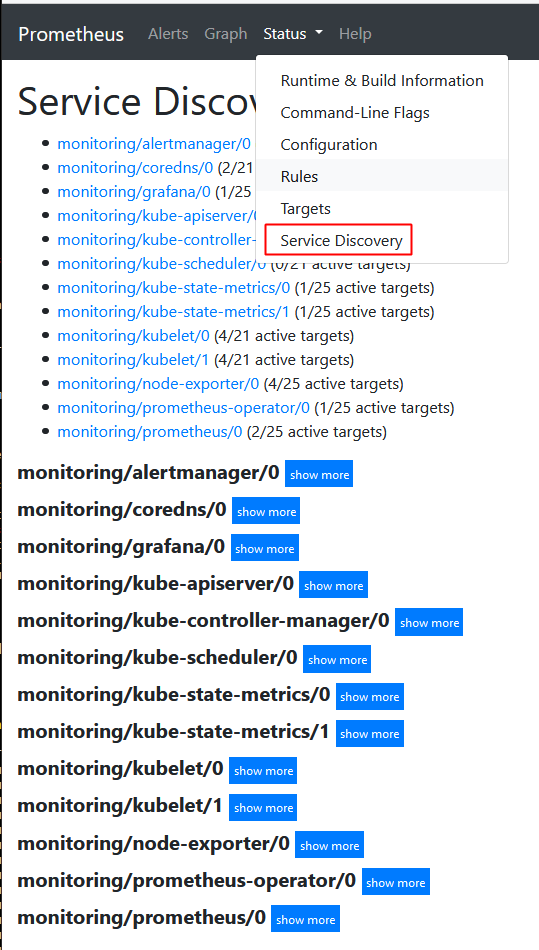 Prometheus Alerts Graph Status Help
Runtime & Build Information
Command-Line Flags
Configuration
Rules
Targets
Service Discovery
Service Discov
monitoring/alertmanager/0
monitoring/coredns/0 (2/21
monitoring/grafana/0 (1/25
monitoring/kube-apiserver/
monitoring/kube-controller-
monitoring/kube-scheduler/0 (0/21 active targets)
monitoring/kube-state-metrics/0 (1/25 active targets)
monitoring/kube-state-metrics/1 (1/25 active targets)
monitoring/kubelet/0 (4/21 active targets)
monitoring/kubelet/1 (4/21 active targets)
monitoring/node-exporter/0 (4/25 active targets)
monitoring/prometheus-operator/0 (1/25 active targets)
monitoring/prometheus/0 (2/25 active targets)
monitoring/alertmanager/0 show more
monitoring/coredns/0 show more
monitoring/grafana/0 show more
monitoring/kube-apiserver/0 show more
monitoring/kube-controller-manager/0 show more
monitoring/kube-scheduler/0 show more
monitoring/kube-state-metrics/0 show more
monitoring/kube-state-metrics/1 show more
monitoring/kubelet/0 show more
monitoring/kubelet/1 show more
monitoring/node-exporter/0 show more
monitoring/prometheus-operator/0 show more
monitoring/prometheus/0 show more